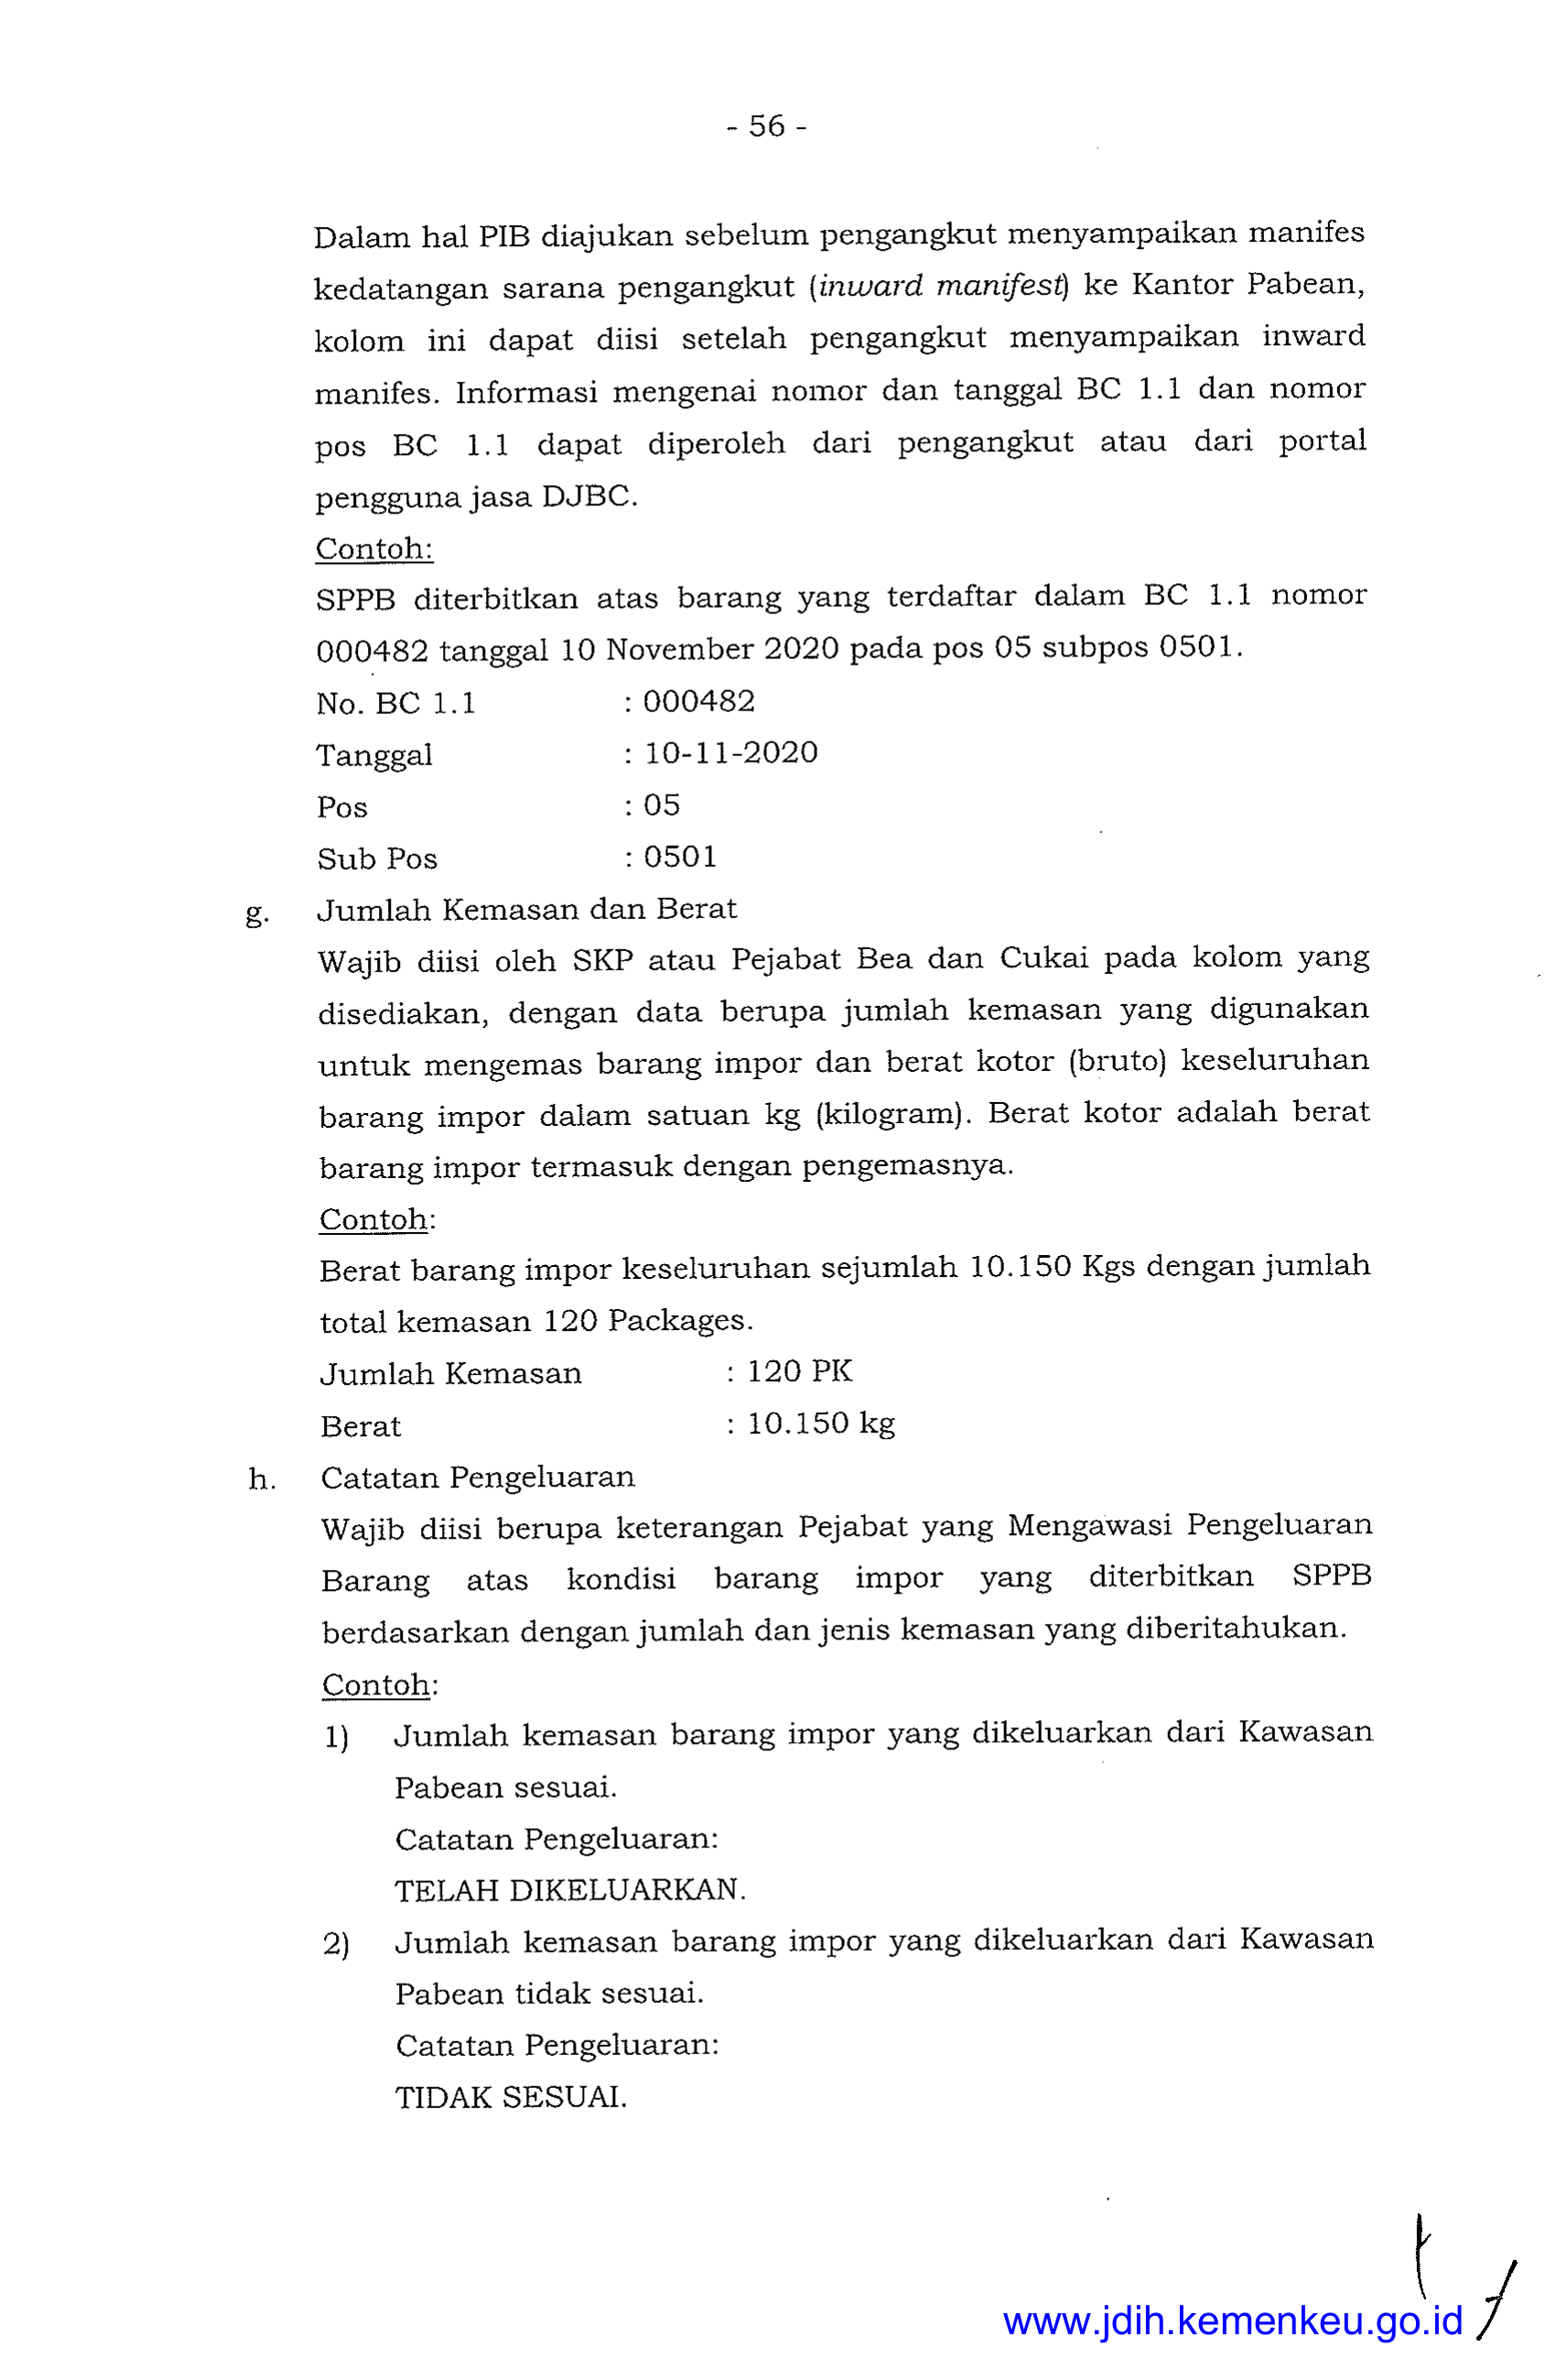 - 56 -
Dalam hal PIB diajukan sebelum pengangkut menyampaikan manifes
kedatangan sarana pengangkut (inward manifest) ke Kantor Pabean,
kolom ini dapat diisi setelah pengangkut menyampaikan inward
manifes. Informasi mengenai nomor dan tanggal BC 1.1 dan nomor
pos BC 1.1 dapat diperoleh dari pengangkut atau dari portal
pengguna jasa DJBC.
Contoh:
SPPB diterbitkan atas barang yang terdaftar dalam BC 1.1 nomor
000482 tanggal 10 November 2020 pada pos 05 subpos 0501.
No. BC 1.1 : 000482
Tanggal : 10-11-2020
Pos : 05
Sub Pos : 0501
g. Jumlah Kemasan dan Berat
Wajib diisi oleh SKP atau Pejabat Bea dan Cukai pada kolom yang
disediakan, dengan data berupa jumlah kemasan yang digunakan
untuk mengemas barang impor dan berat kotor (bruto) keseluruhan
barang impor dalam satuan kg (kilogram). Berat kotor adalah berat
barang impor termasuk dengan pengemasnya.
Contoh:
Berat barang impor keseluruhan sejumlah 10.150 Kgs dengan jumlah
total kemasan 120 Packages.
Jumlah Kemasan : 120 PK
Berat : 10.150 kg
h. Catatan Pengeluaran
Wajib diisi berupa keterangan Pejabat yang Mengawasi Pengeluaran
Barang atas kondisi barang impor yang diterbitkan SPPB
berdasarkan dengan jumlah dan jenis kemasan yang diberitahukan.
Contoh:
1) Jumlah kemasan barang impor yang dikeluarkan dari Kawasan
Pabean sesuai.
Catatan Pengeluaran:
TELAH DIKELUARKAN.
2) Jumlah kemasan barang impor yang dikeluarkan dari Kawasan
Pabean tidak sesuai.
Catatan Pengeluaran:
TIDAK SESUAI.
www.jdih.kemenkeu.go.id